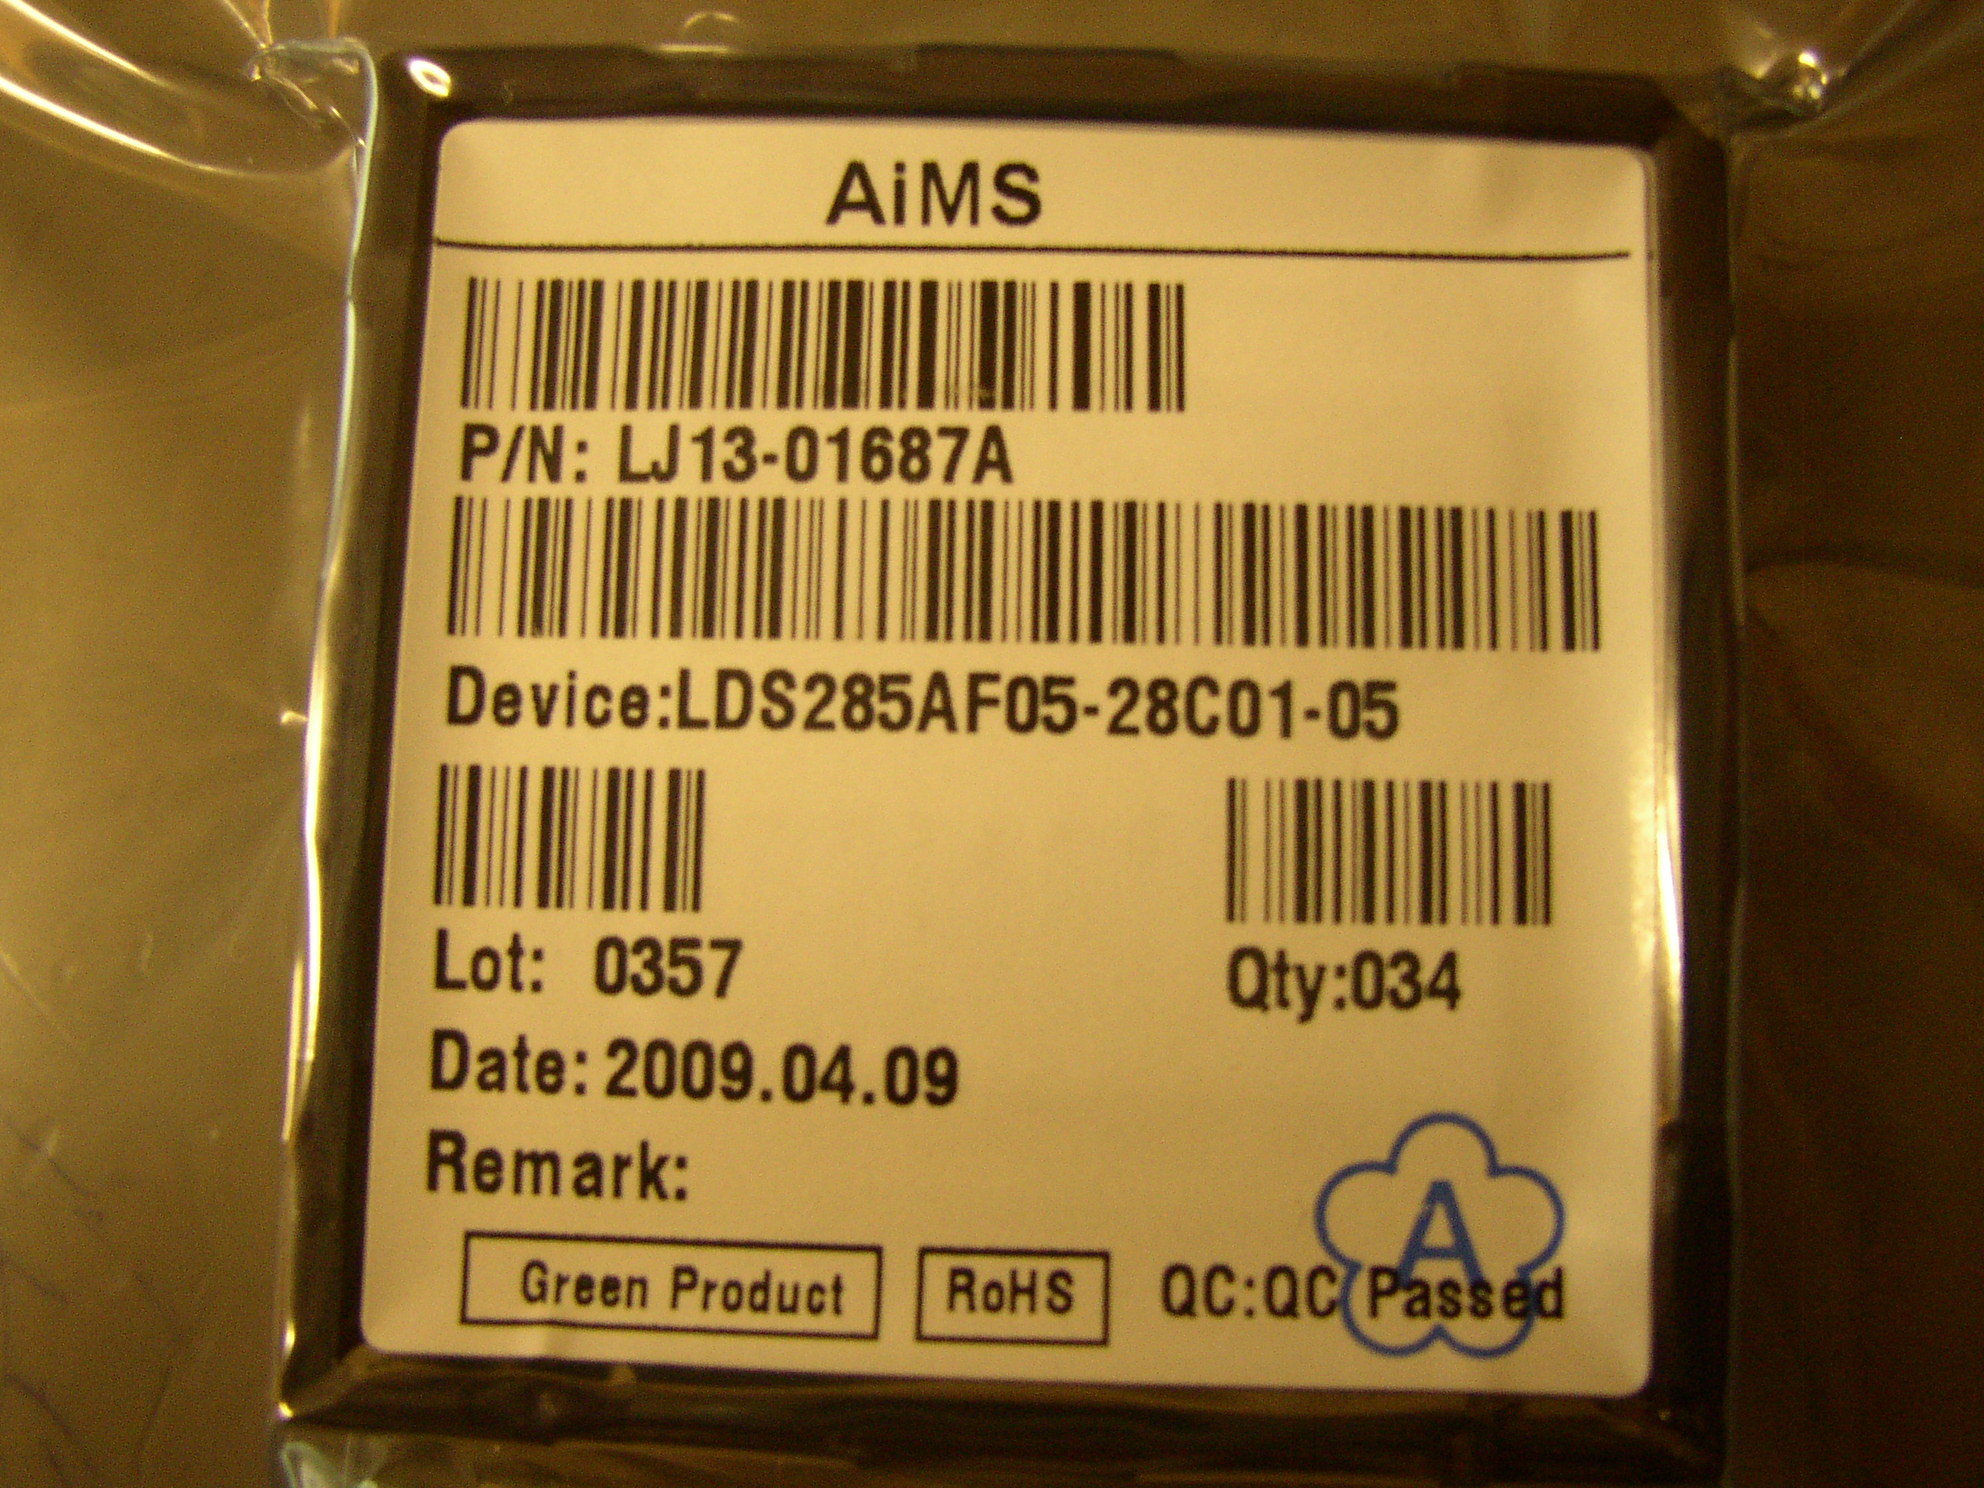 AiMS
P/N: LJ13-01687A
Device:LDS285AF05-28C01-05
Lot: 0357 Qty:034
Date: 2009.04.09
Remark:
A
Green Product RoHS QC:QC Passed